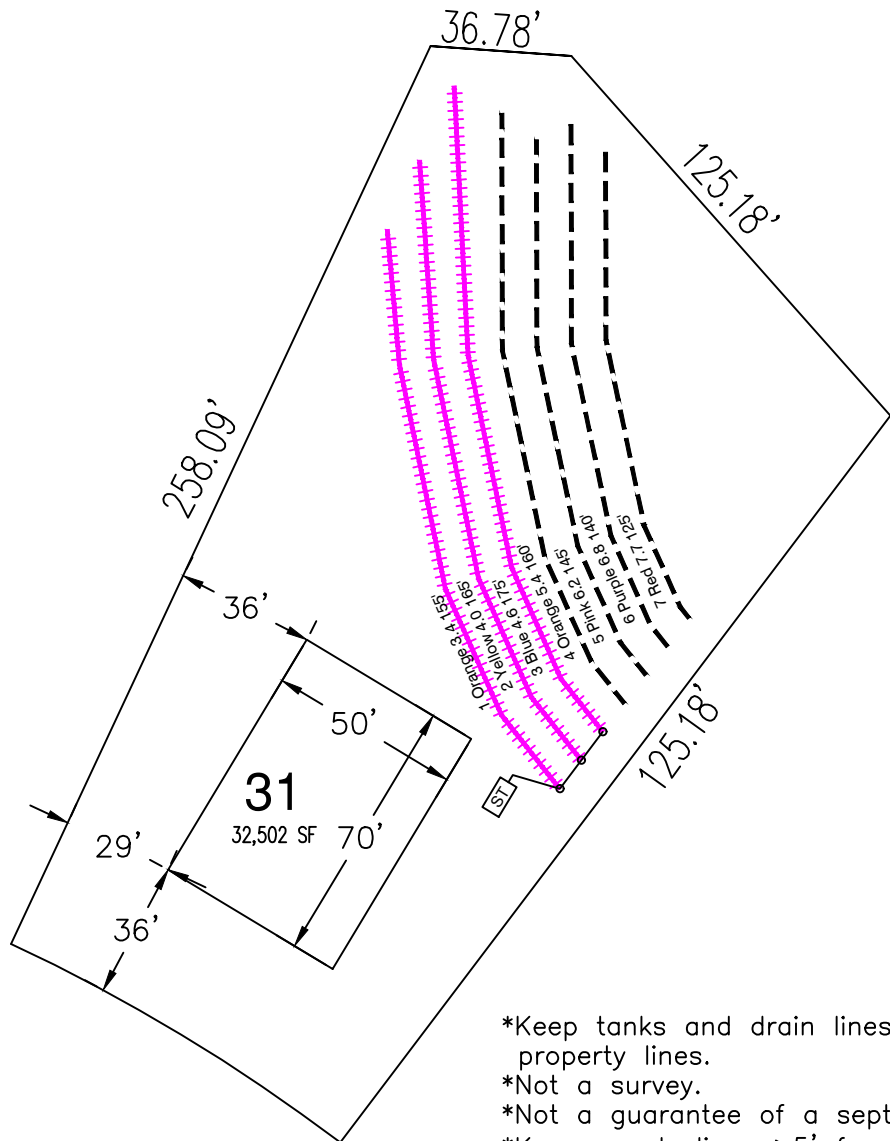 36.78'
125.18'
258.09'
36'
50'
1 Orange 3.4 155'
2 Yellow 4.0 165'
3 Blue 4.6 175'
4 Orange 5.4 160'
5 Pink 6.2 145'
6 Purple 6.8 140'
7 Red 7.7 125'
125.18'
ST
31
32,502 SF
70'
29'
36'
*Keep tanks and drain lines
property lines.
*Not a survey.
*Not a guarantee of a sept